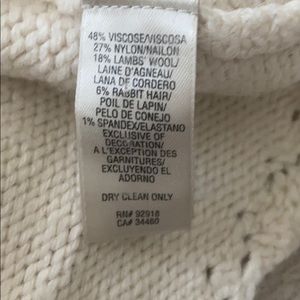 48% VISCOSE/VISCOSA
27% NYLON/NAILON
18% LAMBS' WOOL/
LAINE D'AGNEAU/
LANA DE CORDERO
6% RABBIT HAIR/
POIL DE LAPIN/
PELO DE CONEJO
1% SPANDEX/ELASTANO
EXCLUSIVE OF
DECORATION/
A L'EXCEPTION DES
GARNITURES/
EXCLUYENDO EL
ADORNO
DRY CLEAN ONLY
RN# 92918
CA# 34460